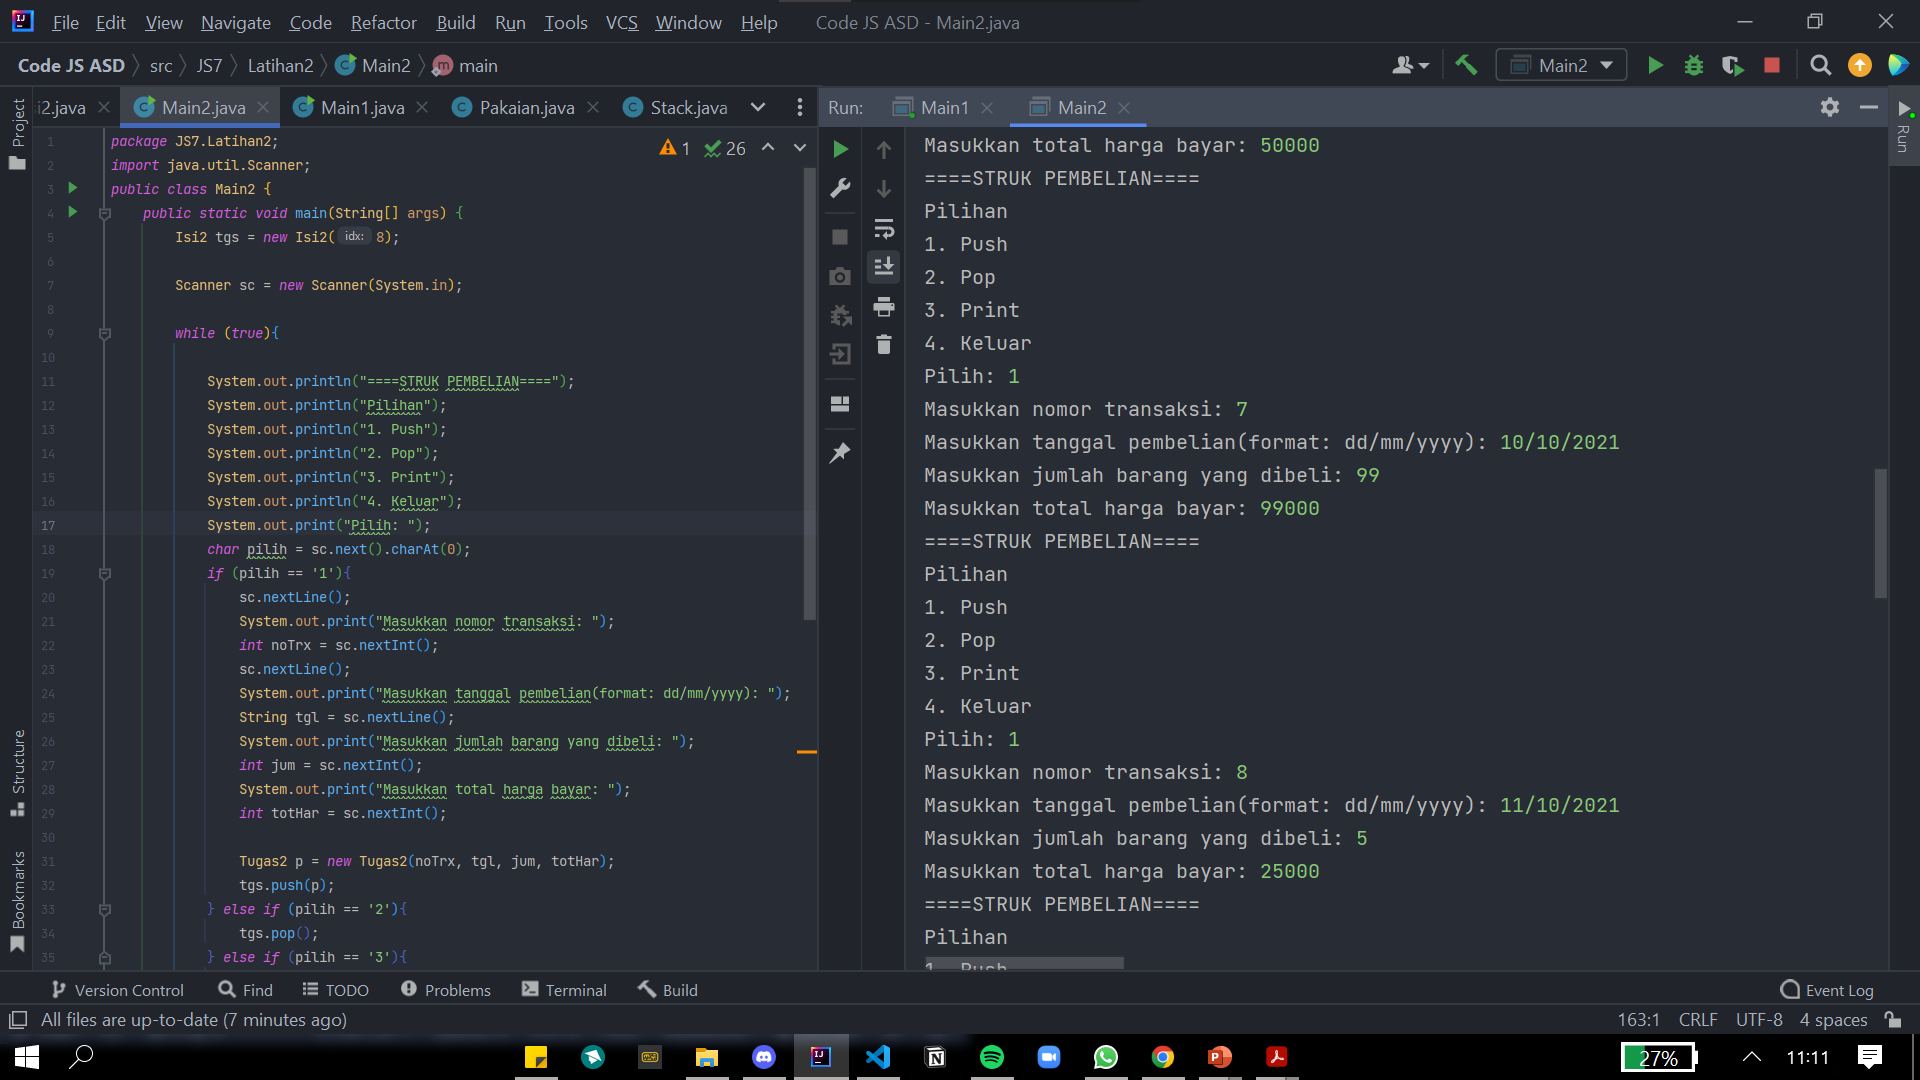 File Edit View Navigate Code Refactor Build Run Tools VCS Window Help Code JS ASD - Main2.java
Code JS ASD src JS7 Latihan2 Main2 main Main2
i2.java Main2.java Main1.java Pakaian.java Stack.java Run: Main1 Main2
Project
Structure
Bookmarks
Run
1 26
1 package JS7.Latihan2;
2 import java.util.Scanner;
3 public class Main2 {
4 public static void main(String[] args) {
5 Isi2 tgs = new Isi2( idx: 8);
6
7 Scanner sc = new Scanner(System.in);
8
9 while (true){
10
11 System.out.println("====STRUK PEMBELIAN====");
12 System.out.println("Pilihan");
13 System.out.println("1. Push");
14 System.out.println("2. Pop");
15 System.out.println("3. Print");
16 System.out.println("4. Keluar");
17 System.out.print("Pilih: ");
18 char pilih = sc.next().charAt(0);
19 if (pilih == '1'){
20 sc.nextLine();
21 System.out.print("Masukkan nomor transaksi: ");
22 int noTrx = sc.nextInt();
23 sc.nextLine();
24 System.out.print("Masukkan tanggal pembelian(format: dd/mm/yyyy): ");
25 String tgl = sc.nextLine();
26 System.out.print("Masukkan jumlah barang yang dibeli: ");
27 int jum = sc.nextInt();
28 System.out.print("Masukkan total harga bayar: ");
29 int totHar = sc.nextInt();
30
31 Tugas2 p = new Tugas2(noTrx, tgl, jum, totHar);
32 tgs.push(p);
33 } else if (pilih == '2'){
34 tgs.pop();
35 } else if (pilih == '3'){
Masukkan total harga bayar: 50000
====STRUK PEMBELIAN====
Pilihan
1. Push
2. Pop
3. Print
4. Keluar
Pilih: 1
Masukkan nomor transaksi: 7
Masukkan tanggal pembelian(format: dd/mm/yyyy): 10/10/2021
Masukkan jumlah barang yang dibeli: 99
Masukkan total harga bayar: 99000
====STRUK PEMBELIAN====
Pilihan
1. Push
2. Pop
3. Print
4. Keluar
Pilih: 1
Masukkan nomor transaksi: 8
Masukkan tanggal pembelian(format: dd/mm/yyyy): 11/10/2021
Masukkan jumlah barang yang dibeli: 5
Masukkan total harga bayar: 25000
====STRUK PEMBELIAN====
Pilihan
1. Push
Version Control Find TODO Problems Terminal Build Event Log
All files are up-to-date (7 minutes ago) 163:1 CRLF UTF-8 4 spaces
27% 11:11